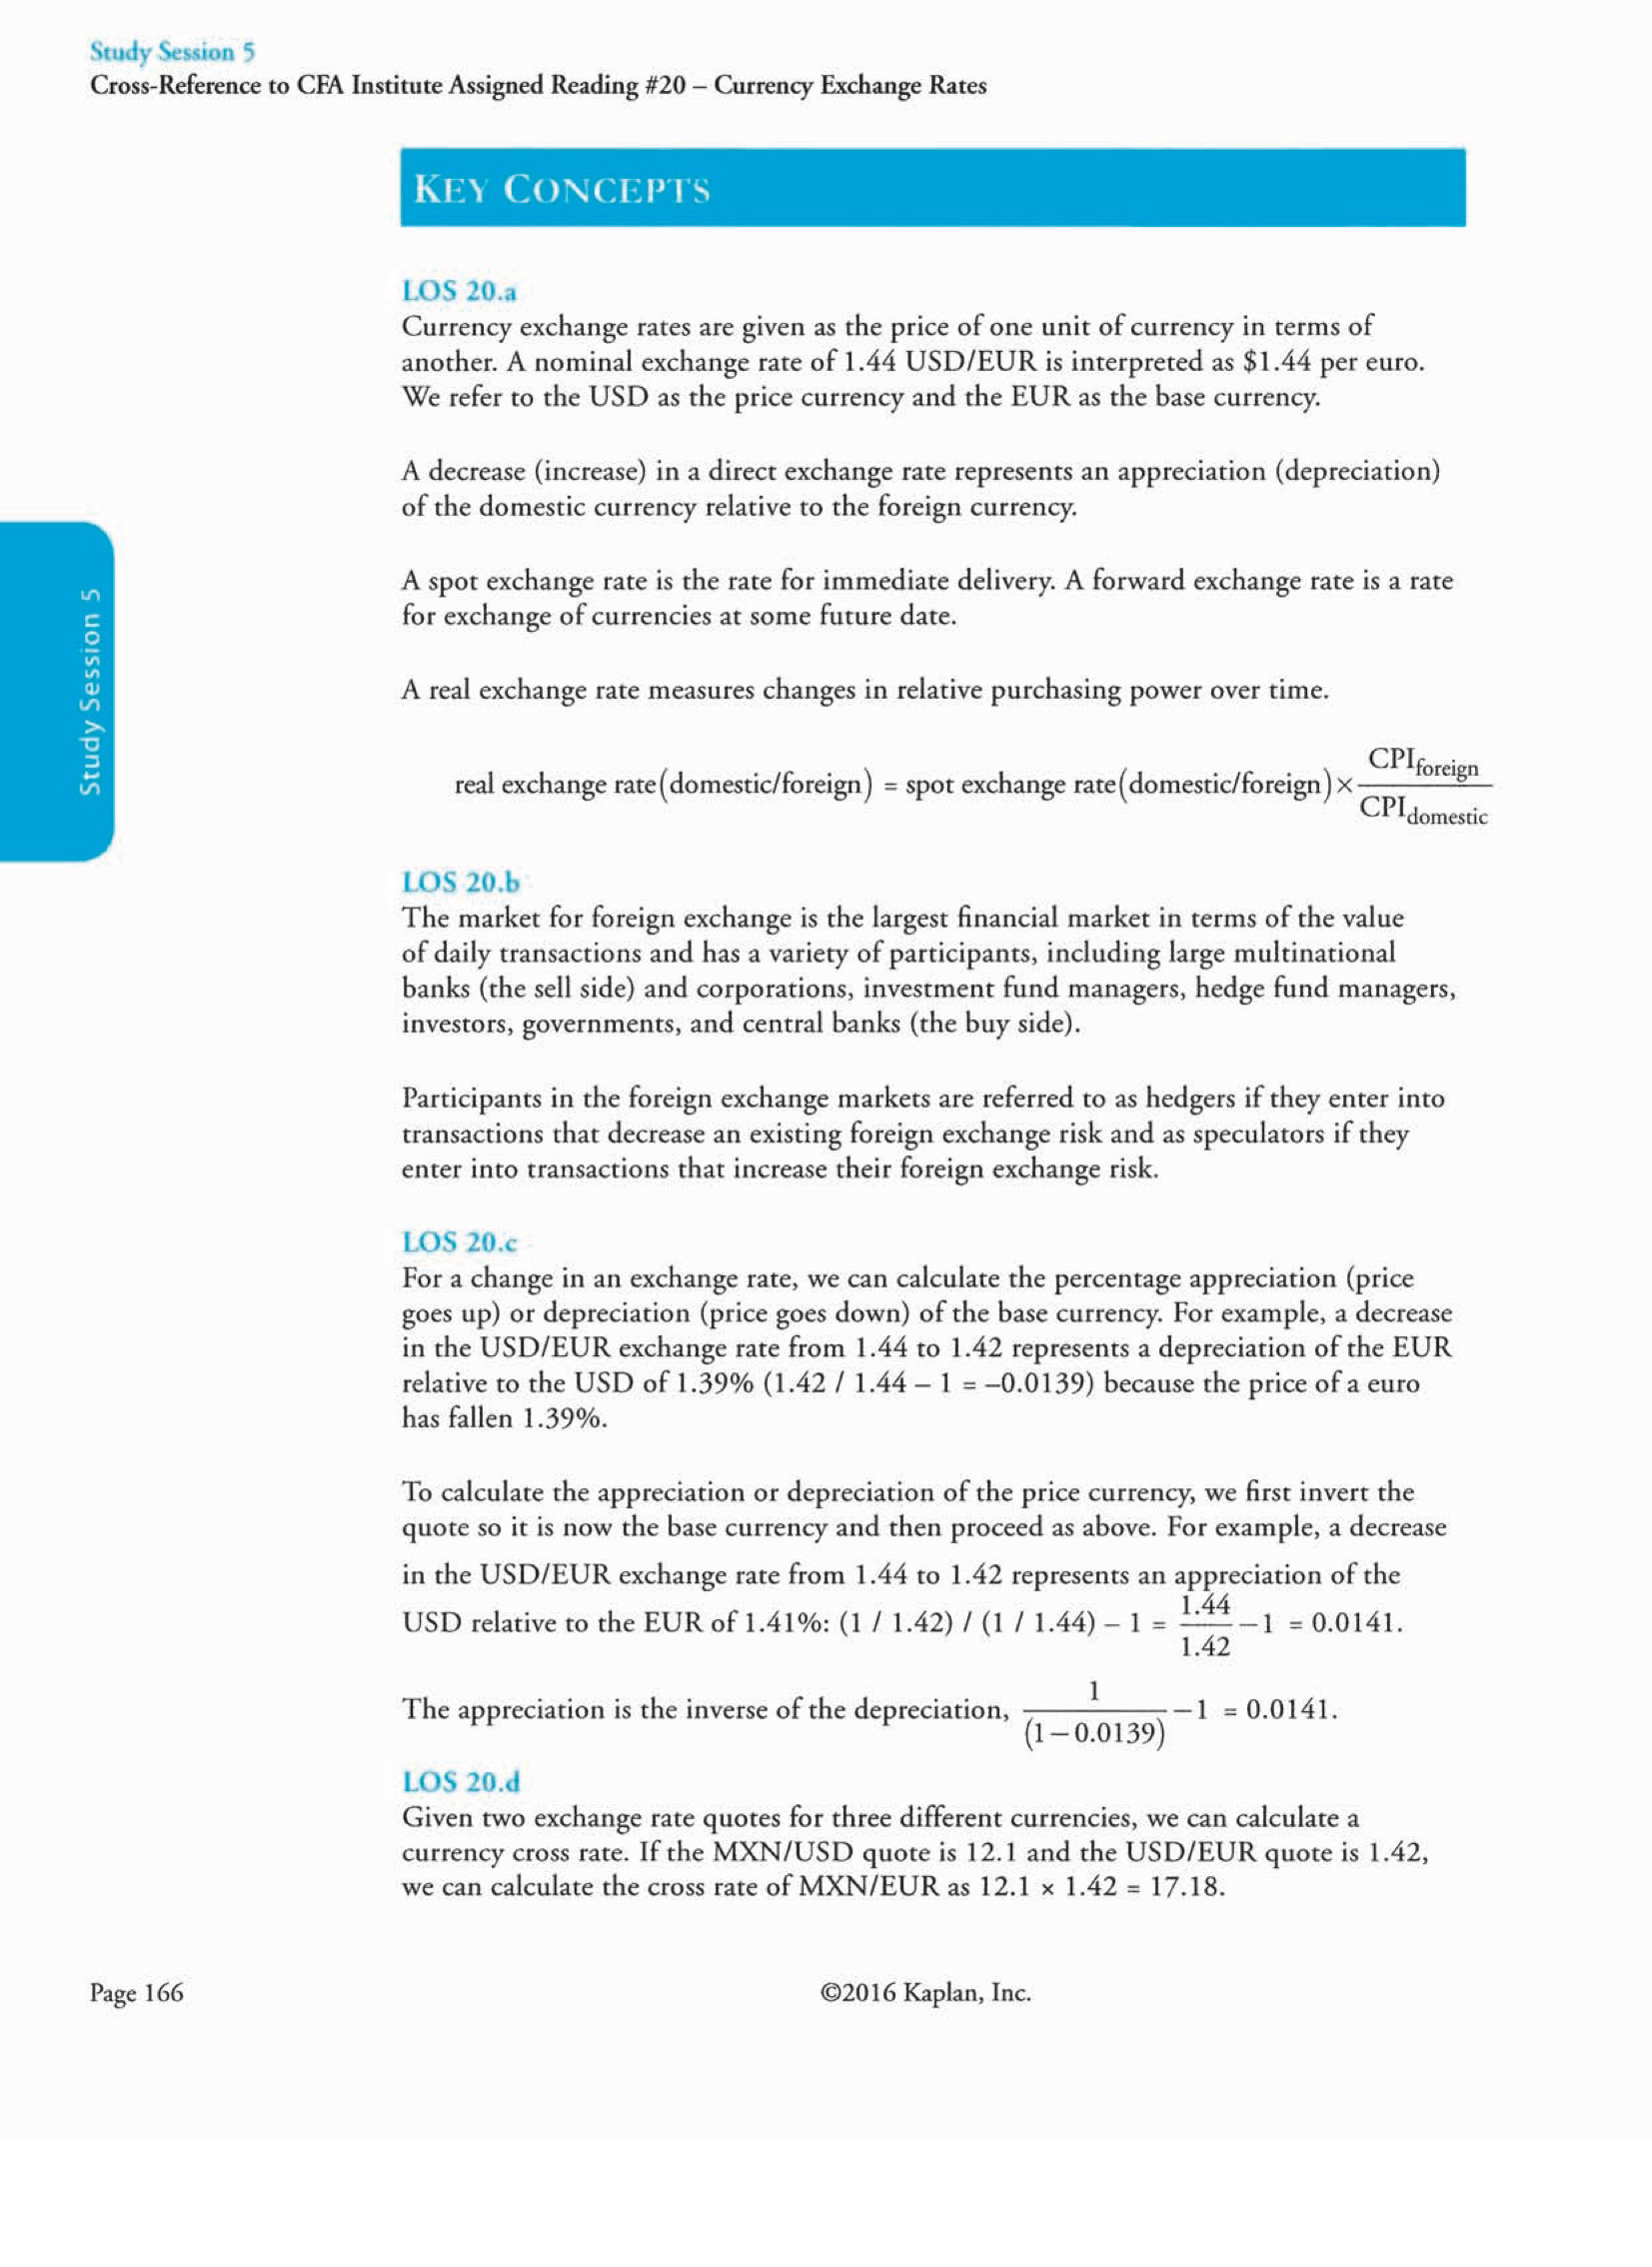 Study Session 5
Cross-Reference to CFA Institute Assigned Reading #20 – Currency Exchange Rates
KEY CONCEPTS
LOS 20.a
Currency exchange rates are given as the price of one unit of currency in terms of
another. A nominal exchange rate of 1.44 USD/EUR is interpreted as $1.44 per euro.
We refer to the USD as the price currency and the EUR as the base currency.
A decrease (increase) in a direct exchange rate represents an appreciation (depreciation)
of the domestic currency relative to the foreign currency.
A spot exchange rate is the rate for immediate delivery. A forward exchange rate is a rate
for exchange of currencies at some future date.
Study Session 5
A real exchange rate measures changes in relative purchasing power over time.
real exchange rate(domestic/foreign) = spot exchange rate(domestic/foreign) × CPIforeign / CPIdomestic
LOS 20.b
The market for foreign exchange is the largest financial market in terms of the value
of daily transactions and has a variety of participants, including large multinational
banks (the sell side) and corporations, investment fund managers, hedge fund managers,
investors, governments, and central banks (the buy side).
Participants in the foreign exchange markets are referred to as hedgers if they enter into
transactions that decrease an existing foreign exchange risk and as speculators if they
enter into transactions that increase their foreign exchange risk.
LOS 20.c
For a change in an exchange rate, we can calculate the percentage appreciation (price
goes up) or depreciation (price goes down) of the base currency. For example, a decrease
in the USD/EUR exchange rate from 1.44 to 1.42 represents a depreciation of the EUR
relative to the USD of 1.39% (1.42 / 1.44 – 1 = –0.0139) because the price of a euro
has fallen 1.39%.
To calculate the appreciation or depreciation of the price currency, we first invert the
quote so it is now the base currency and then proceed as above. For example, a decrease
in the USD/EUR exchange rate from 1.44 to 1.42 represents an appreciation of the
USD relative to the EUR of 1.41%: (1 / 1.42) / (1 / 1.44) – 1 = 1.44 / 1.42 – 1 = 0.0141.
The appreciation is the inverse of the depreciation, 1 / (1 – 0.0139) – 1 = 0.0141.
LOS 20.d
Given two exchange rate quotes for three different currencies, we can calculate a
currency cross rate. If the MXN/USD quote is 12.1 and the USD/EUR quote is 1.42,
we can calculate the cross rate of MXN/EUR as 12.1 × 1.42 = 17.18.
Page 166
©2016 Kaplan, Inc.